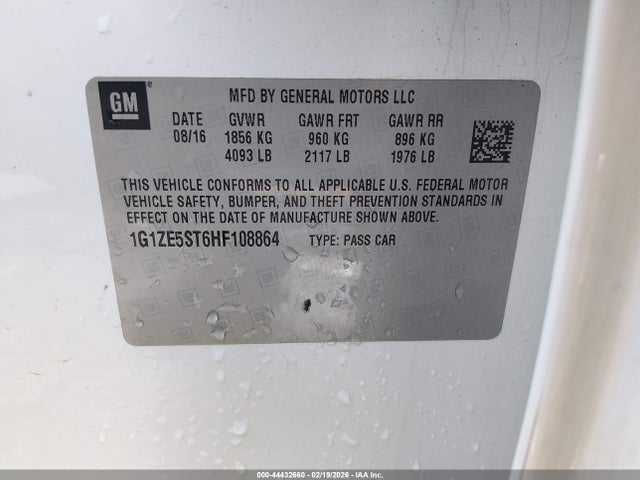 GM
MFD BY GENERAL MOTORS LLC
DATE GVWR GAWR FRT GAWR RR
08/16 1856 KG 960 KG 896 KG
4093 LB 2117 LB 1976 LB
THIS VEHICLE CONFORMS TO ALL APPLICABLE U.S. FEDERAL MOTOR
VEHICLE SAFETY, BUMPER, AND THEFT PREVENTION STANDARDS IN
EFFECT ON THE DATE OF MANUFACTURE SHOWN ABOVE.
1G1ZE5ST6HF108864 TYPE: PASS CAR
000-44432660 - 02/19/2026 - IAAI.com